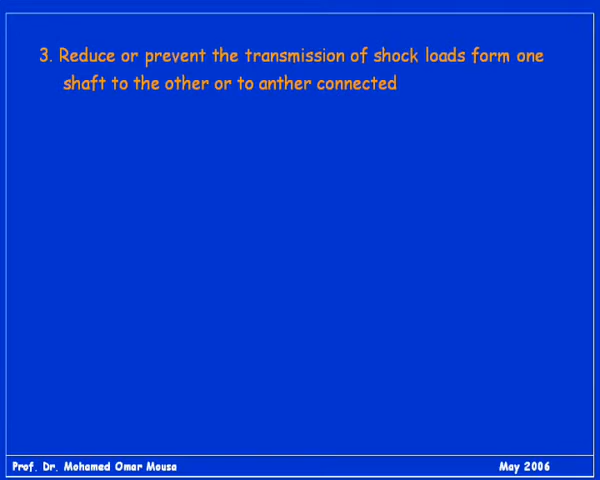 3. Reduce or prevent the transmission of shock loads form one
shaft to the other or to anther connected
Prof. Dr. Mohamed Omar Mousa
May 2006